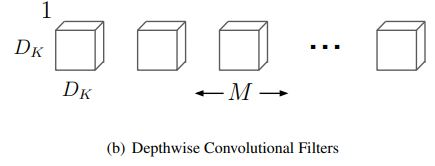 1
D_K
D_K
M
...
(b) Depthwise Convolutional Filters